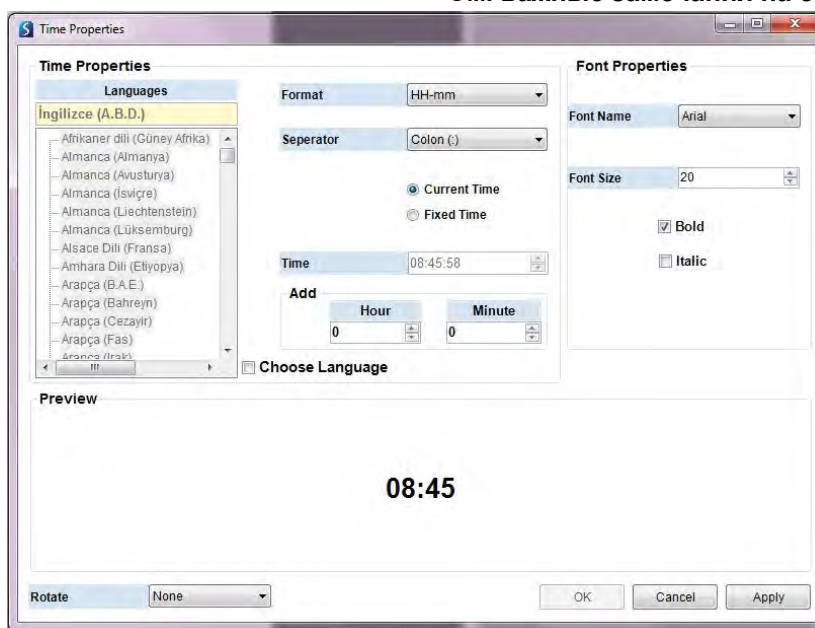 Time Properties
Time Properties
Languages
İngilizce (A.B.D.)
Afrikaner dili (Güney Afrika)
Almanca (Almanya)
Almanca (Avusturya)
Almanca (İsviçre)
Almanca (Liechtenstein)
Almanca (Lüksemburg)
Alsace Dili (Fransa)
Amhara Dili (Etiyopya)
Arapça (B.A.E.)
Arapça (Bahreyn)
Arapça (Cezayir)
Arapça (Fas)
Arapça (Irak)
Format HH-mm
Seperator Colon (:)
Current Time
Fixed Time
Time 08:45:58
Add
Hour Minute
0 0
Choose Language
Font Properties
Font Name Arial
Font Size 20
Bold
Italic
Preview
08:45
Rotate None
OK Cancel Apply